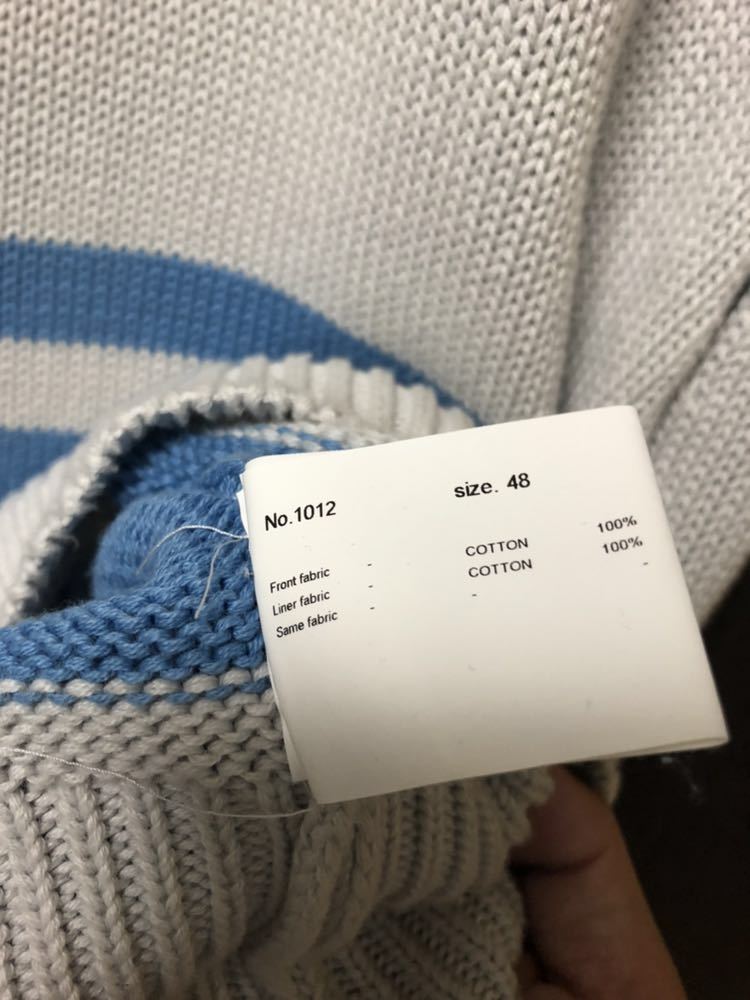 No.1012 size. 48
Front fabric - COTTON 100%
Liner fabric - COTTON 100%
Same fabric - - -